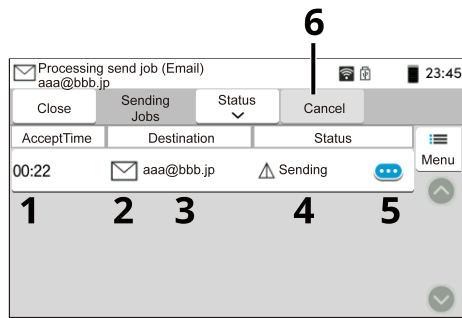 6
Processing send job (Email)
aaa@bbb.jp
23:45
Close
Sending
Jobs
Status
Cancel
AcceptTime
Destination
Status
Menu
00:22
aaa@bbb.jp
Sending
1
2
3
4
5